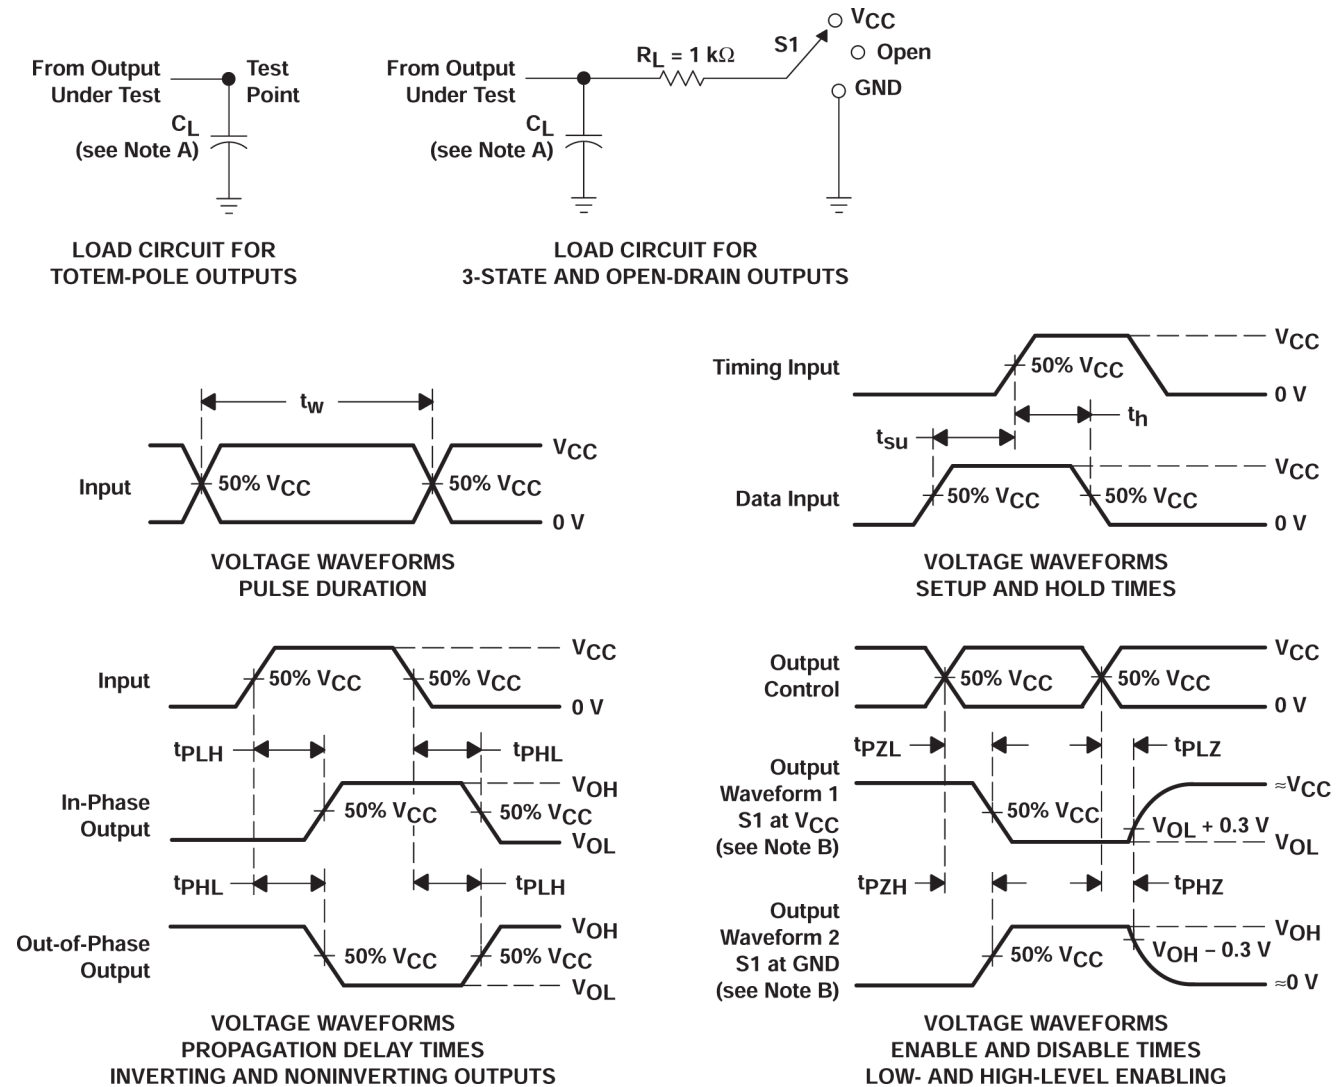 From Output
Under Test
Test
Point
CL
(see Note A)
LOAD CIRCUIT FOR
TOTEM-POLE OUTPUTS
From Output
Under Test
RL = 1 kΩ
S1
VCC
Open
GND
CL
(see Note A)
LOAD CIRCUIT FOR
3-STATE AND OPEN-DRAIN OUTPUTS
tw
Input
50% VCC
50% VCC
VCC
0 V
VOLTAGE WAVEFORMS
PULSE DURATION
Timing Input
50% VCC
VCC
0 V
th
tsu
Data Input
50% VCC
50% VCC
VCC
0 V
VOLTAGE WAVEFORMS
SETUP AND HOLD TIMES
Input
50% VCC
50% VCC
VCC
0 V
tPLH
tPHL
In-Phase
Output
50% VCC
50% VCC
VOH
VOL
tPHL
tPLH
Out-of-Phase
Output
50% VCC
50% VCC
VOH
VOL
VOLTAGE WAVEFORMS
PROPAGATION DELAY TIMES
INVERTING AND NONINVERTING OUTPUTS
Output
Control
50% VCC
50% VCC
VCC
0 V
tPZL
tPLZ
Output
Waveform 1
S1 at VCC
(see Note B)
50% VCC
VOL + 0.3 V
≈VCC
VOL
tPZH
tPHZ
Output
Waveform 2
S1 at GND
(see Note B)
50% VCC
VOH − 0.3 V
VOH
≈0 V
VOLTAGE WAVEFORMS
ENABLE AND DISABLE TIMES
LOW- AND HIGH-LEVEL ENABLING